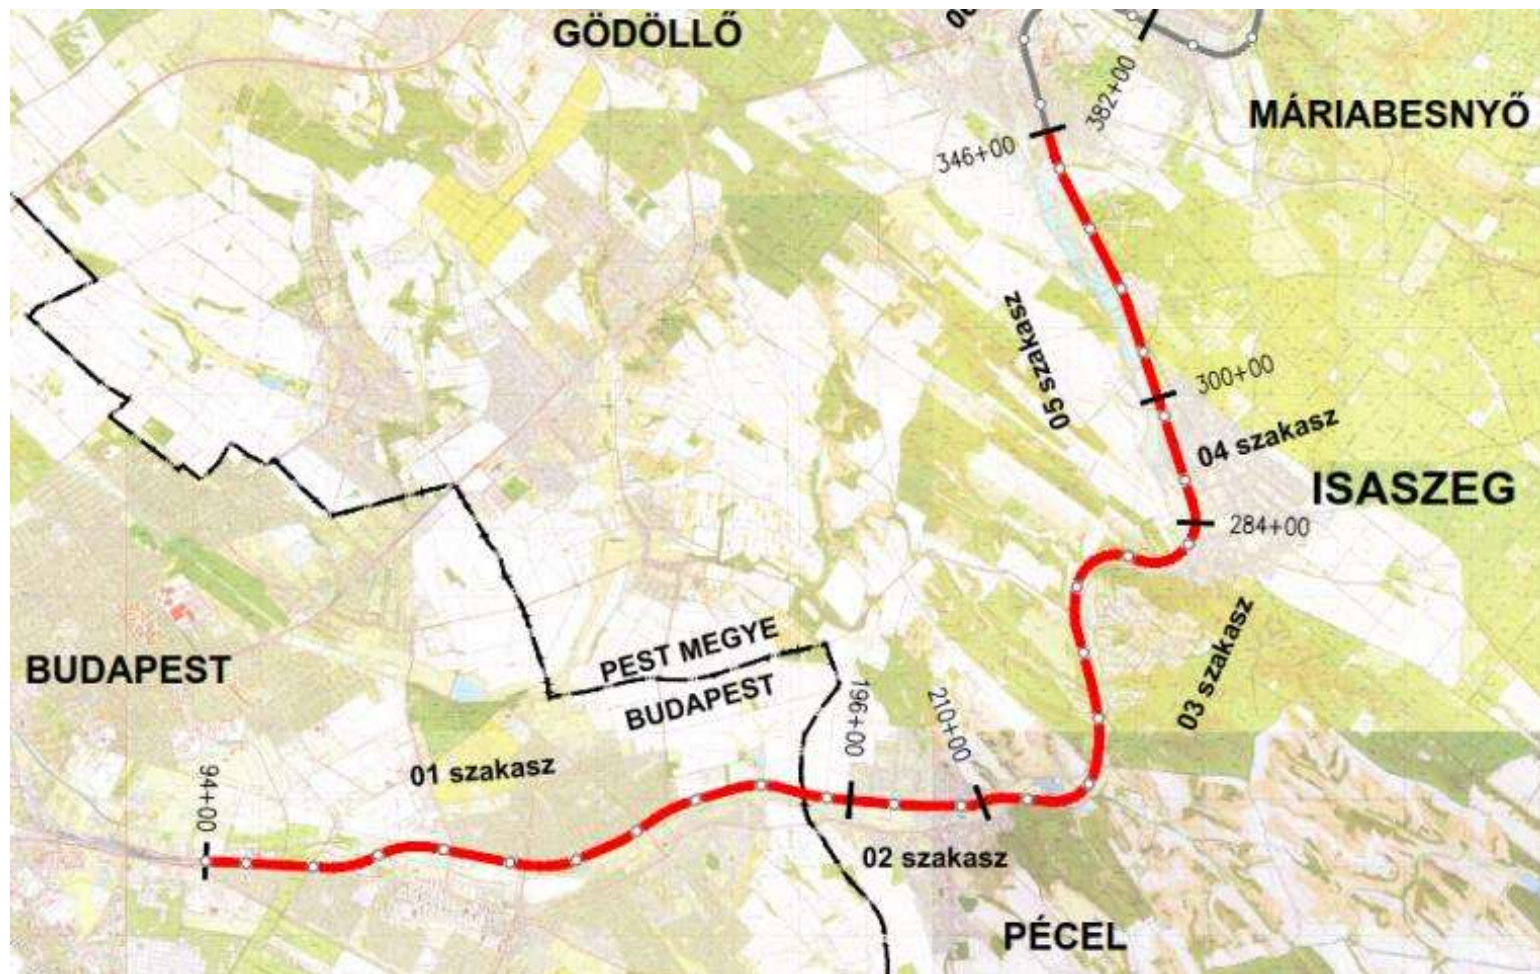 GÖDÖLLŐ
382+00
MÁRIABESNYŐ
346+00
05 szakasz
300+00
04 szakasz
ISASZEG
284+00
03 szakasz
PEST MEGYE
BUDAPEST
BUDAPEST
196+00
210+00
01 szakasz
94+00
02 szakasz
PÉCEL